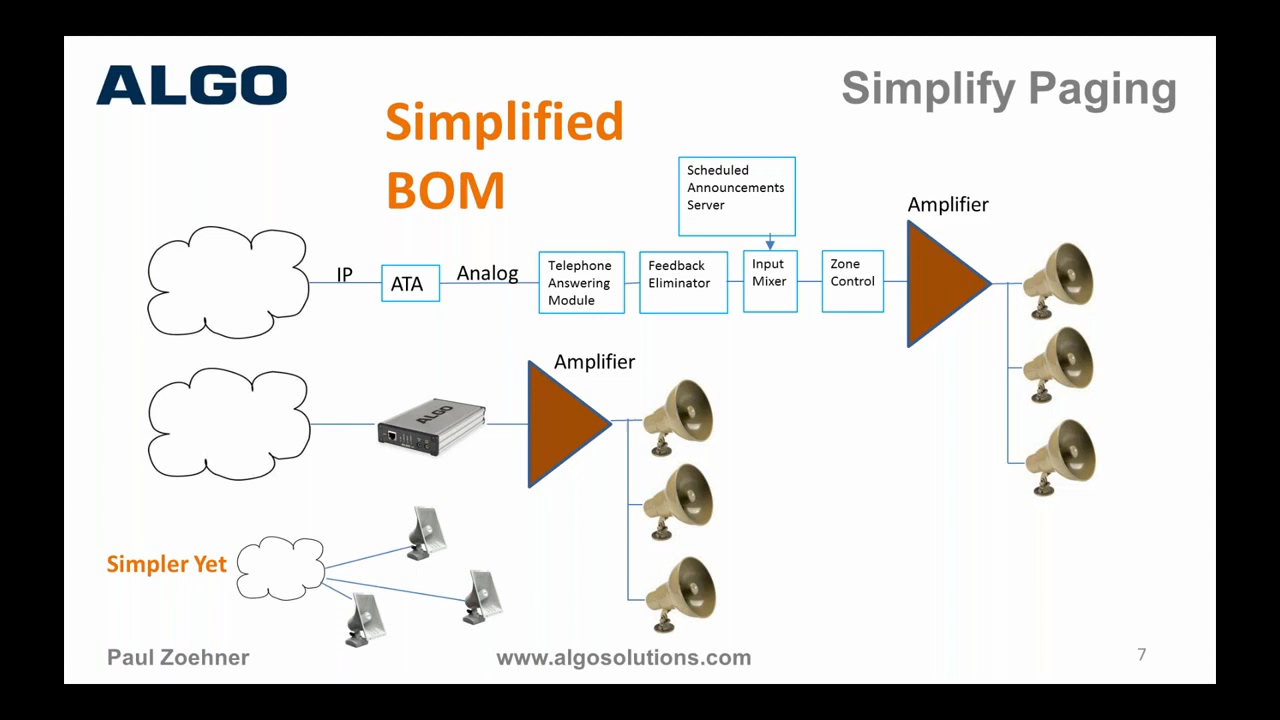 ALGO
Simplify Paging
Simplified
BOM
Scheduled
Announcements
Server
Amplifier
IP
ATA
Analog
Telephone
Answering
Module
Feedback
Eliminator
Input
Mixer
Zone
Control
Amplifier
ALGO
Simpler Yet
Paul Zoehner
www.algosolutions.com
7